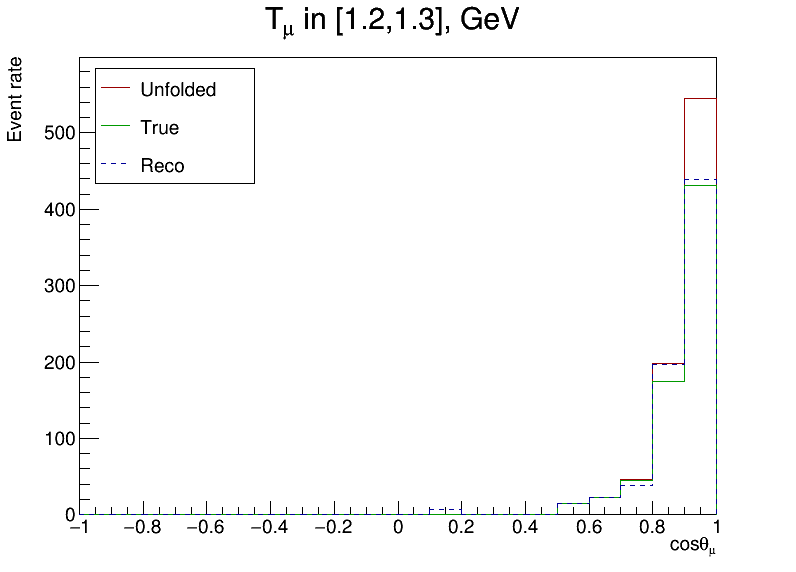 T_μ in [1.2,1.3], GeV
Event rate
Unfolded
True
Reco
500
400
300
200
100
0
−1 −0.8 −0.6 −0.4 −0.2 0 0.2 0.4 0.6 0.8 1
cosθ_μ